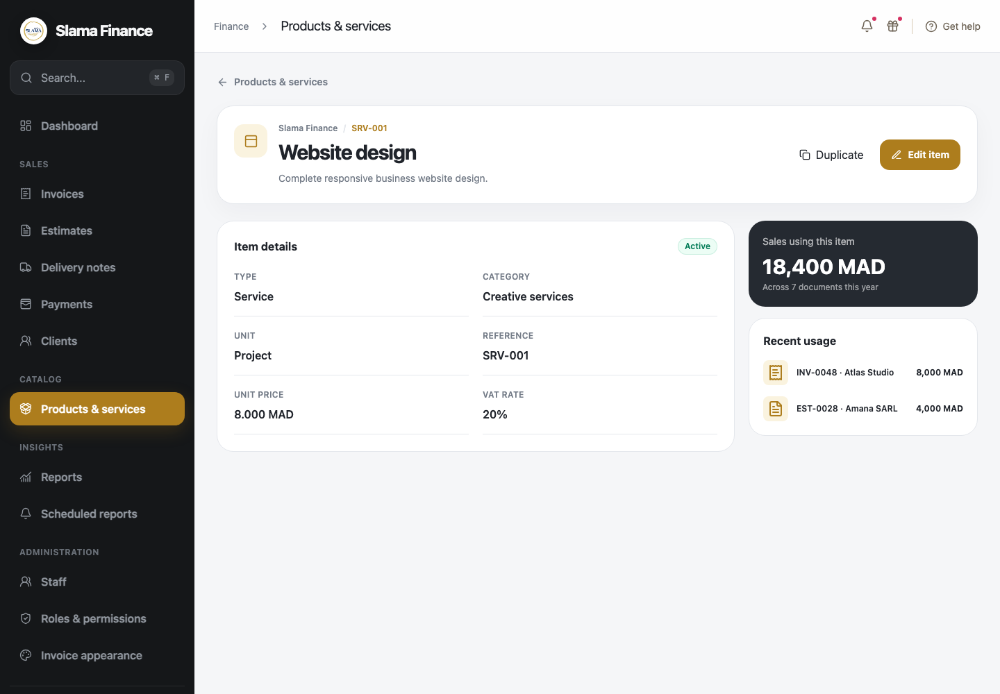 SLAMA
Slama Finance
Search...
⌘ F
Dashboard
SALES
Invoices
Estimates
Delivery notes
Payments
Clients
CATALOG
Products & services
INSIGHTS
Reports
Scheduled reports
ADMINISTRATION
Staff
Roles & permissions
Invoice appearance
Finance > Products & services
Get help
← Products & services
Slama Finance / SRV-001
Website design
Complete responsive business website design.
Duplicate
Edit item
Item details
Active
TYPE
Service
CATEGORY
Creative services
UNIT
Project
REFERENCE
SRV-001
UNIT PRICE
8.000 MAD
VAT RATE
20%
Sales using this item
18,400 MAD
Across 7 documents this year
Recent usage
INV-0048 · Atlas Studio 8,000 MAD
EST-0028 · Amana SARL 4,000 MAD